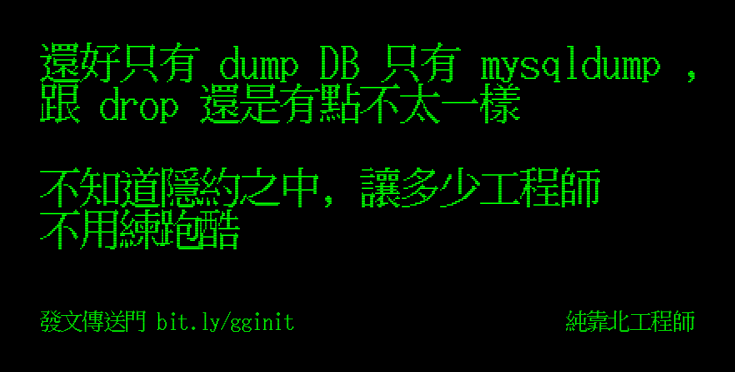 還好只有 dump DB 只有 mysqldump ,
跟 drop 還是有點不太一樣
不知道隱約之中, 讓多少工程師
不用練跑酷
發文傳送門 bit.ly/gginit
純靠北工程師